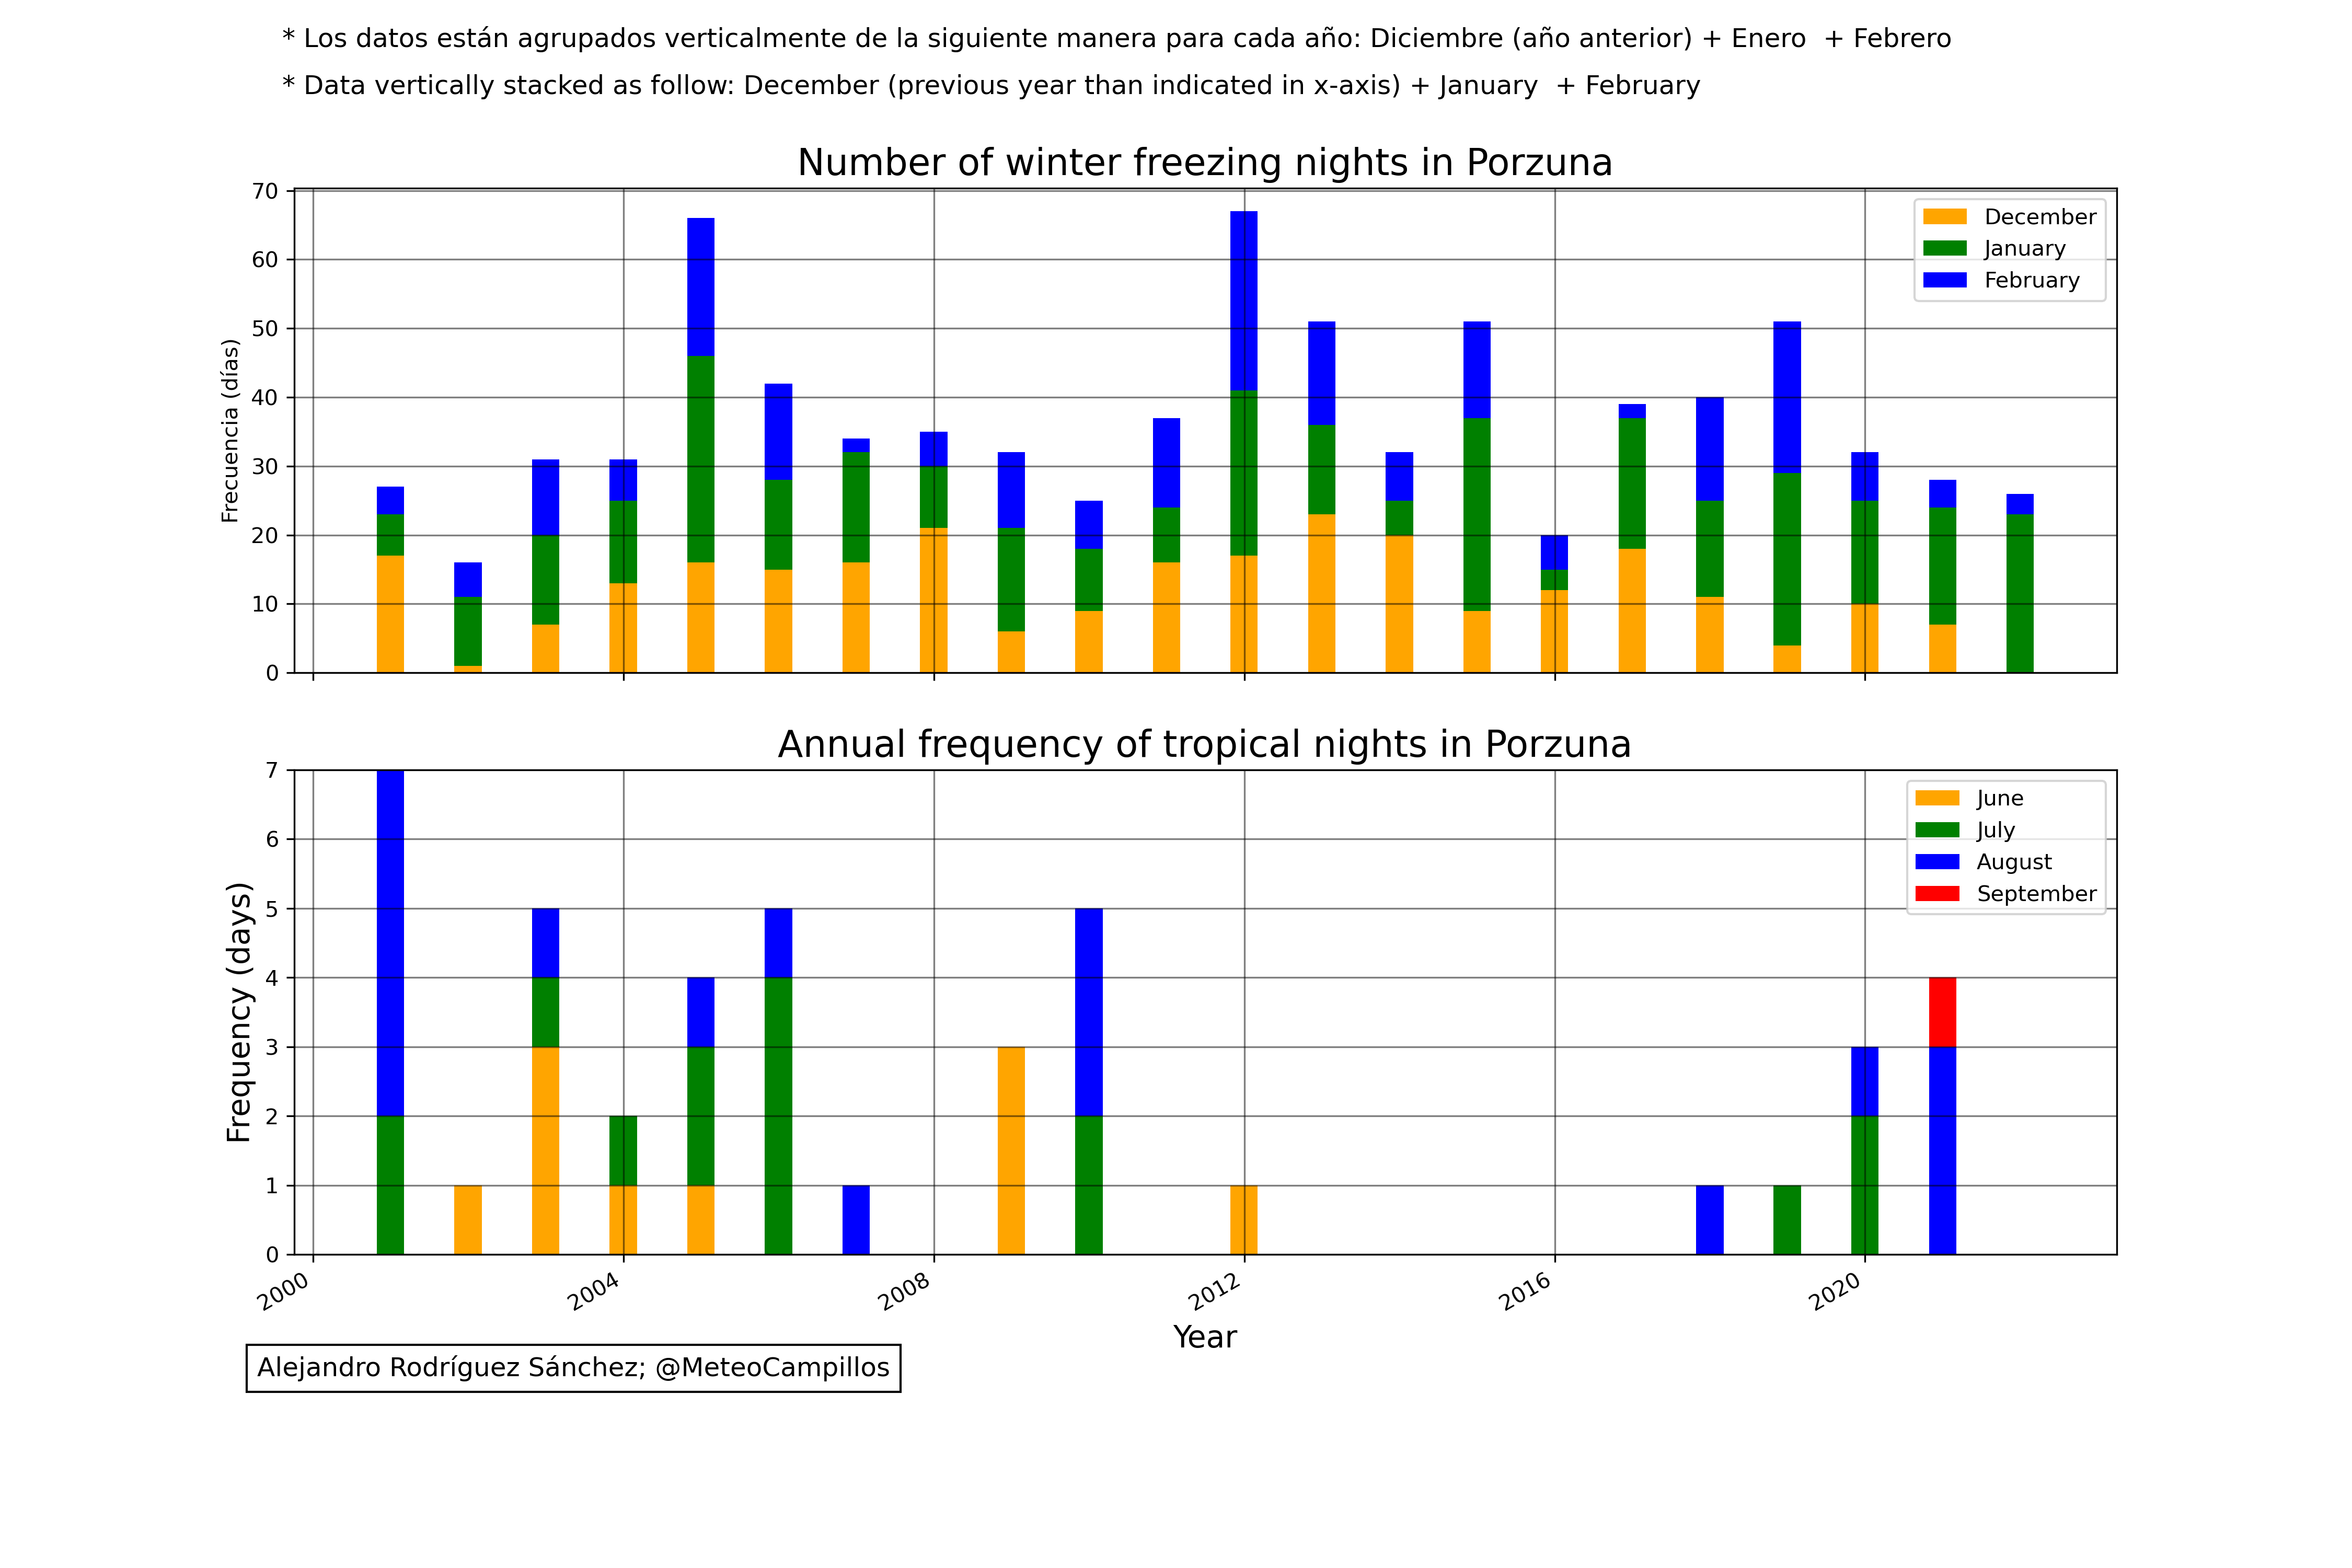 * Los datos están agrupados verticalmente de la siguiente manera para cada año: Diciembre (año anterior) + Enero  + Febrero
* Data vertically stacked as follow: December (previous year than indicated in x-axis) + January  + February
Number of winter freezing nights in Porzuna
70
60
50
40
30
20
10
0
Frecuencia (días)
December
January
February
Annual frequency of tropical nights in Porzuna
7
6
5
4
3
2
1
0
Frequency (days)
June
July
August
September
2000
2004
2008
2012
2016
2020
Year
Alejandro Rodríguez Sánchez; @MeteoCampillos